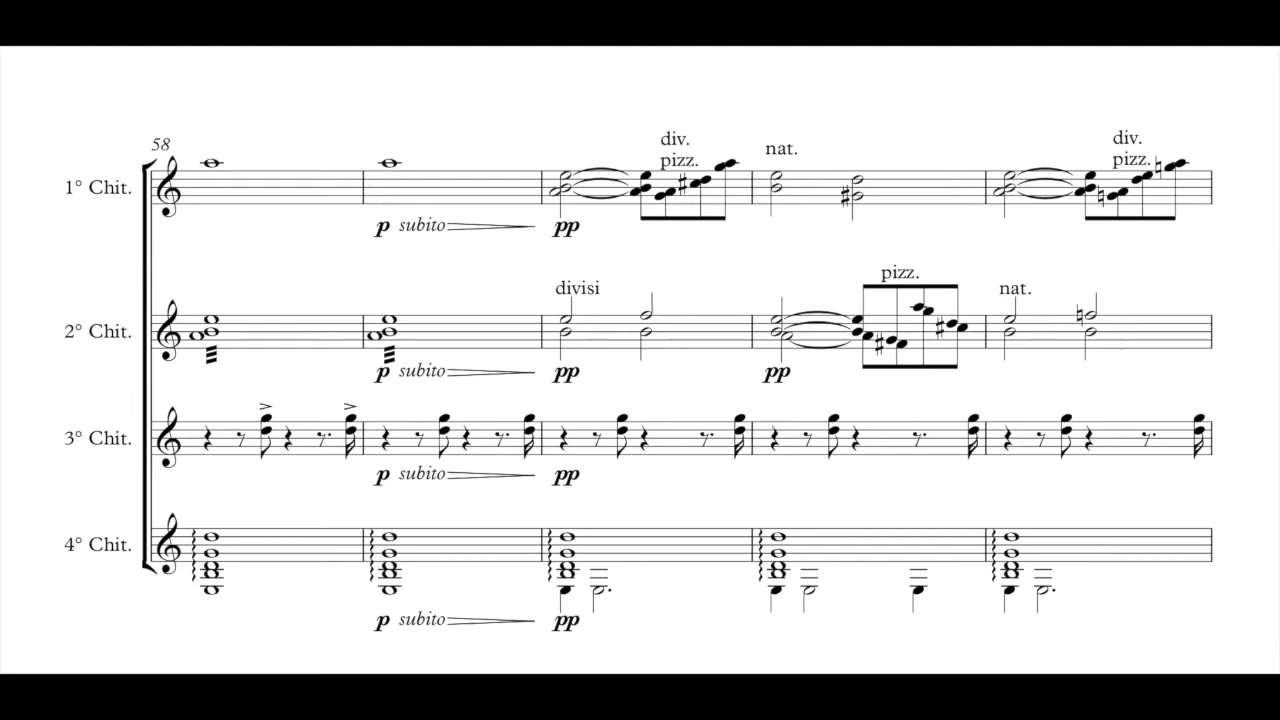 58
div.
pizz.
nat.
div.
pizz.
1° Chit.
p subito
pp
divisi
pizz.
nat.
2° Chit.
p subito
pp
pp
3° Chit.
p subito
pp
4° Chit.
p subito
pp